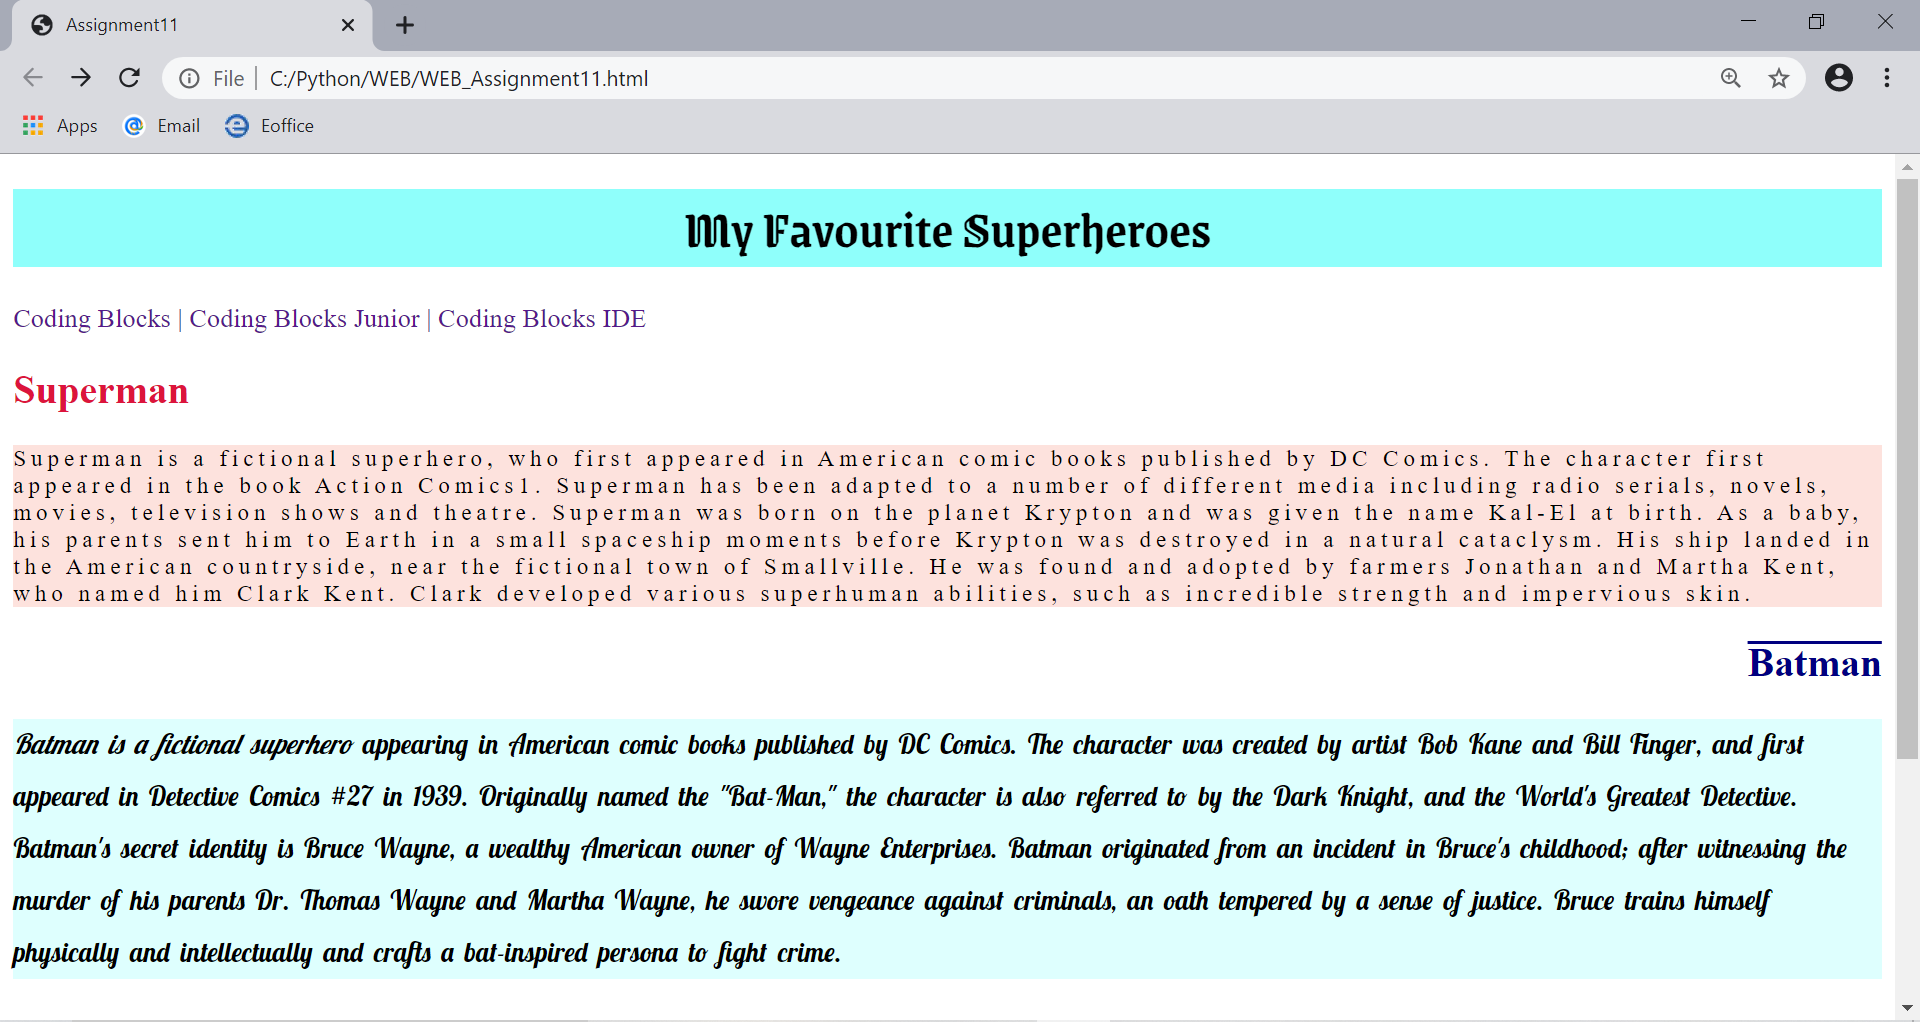 Assignment11
File | C:/Python/WEB/WEB_Assignment11.html
Apps Email Eoffice
My Favourite Superheroes
Coding Blocks | Coding Blocks Junior | Coding Blocks IDE
Superman
Superman is a fictional superhero, who first appeared in American comic books published by DC Comics. The character first
appeared in the book Action Comics1. Superman has been adapted to a number of different media including radio serials, novels,
movies, television shows and theatre. Superman was born on the planet Krypton and was given the name Kal-El at birth. As a baby,
his parents sent him to Earth in a small spaceship moments before Krypton was destroyed in a natural cataclysm. His ship landed in
the American countryside, near the fictional town of Smallville. He was found and adopted by farmers Jonathan and Martha Kent,
who named him Clark Kent. Clark developed various superhuman abilities, such as incredible strength and impervious skin.
Batman
Batman is a fictional superhero appearing in American comic books published by DC Comics. The character was created by artist Bob Kane and Bill Finger, and first
appeared in Detective Comics #27 in 1939. Originally named the "Bat-Man," the character is also referred to by the Dark Knight, and the World's Greatest Detective.
Batman's secret identity is Bruce Wayne, a wealthy American owner of Wayne Enterprises. Batman originated from an incident in Bruce's childhood; after witnessing the
murder of his parents Dr. Thomas Wayne and Martha Wayne, he swore vengeance against criminals, an oath tempered by a sense of justice. Bruce trains himself
physically and intellectually and crafts a bat-inspired persona to fight crime.